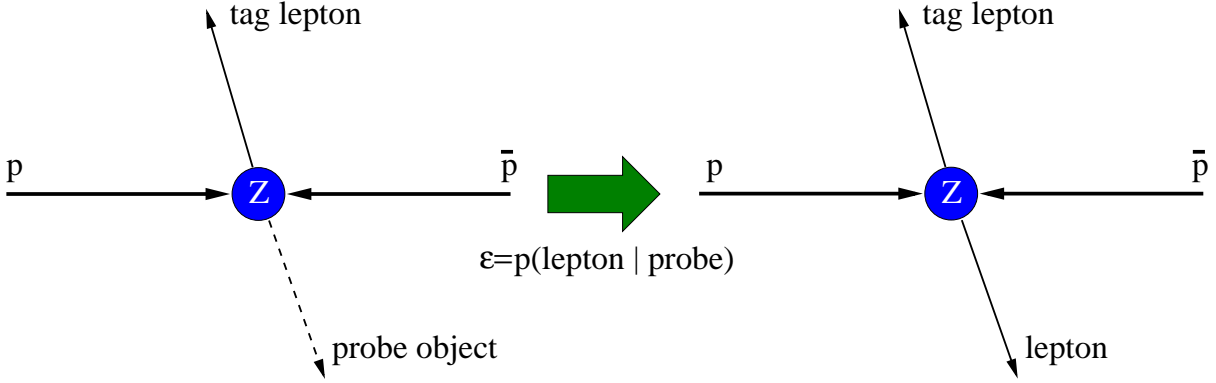 tag lepton
tag lepton
p
p̄
p
p̄
Z
Z
ε=p(lepton | probe)
probe object
lepton